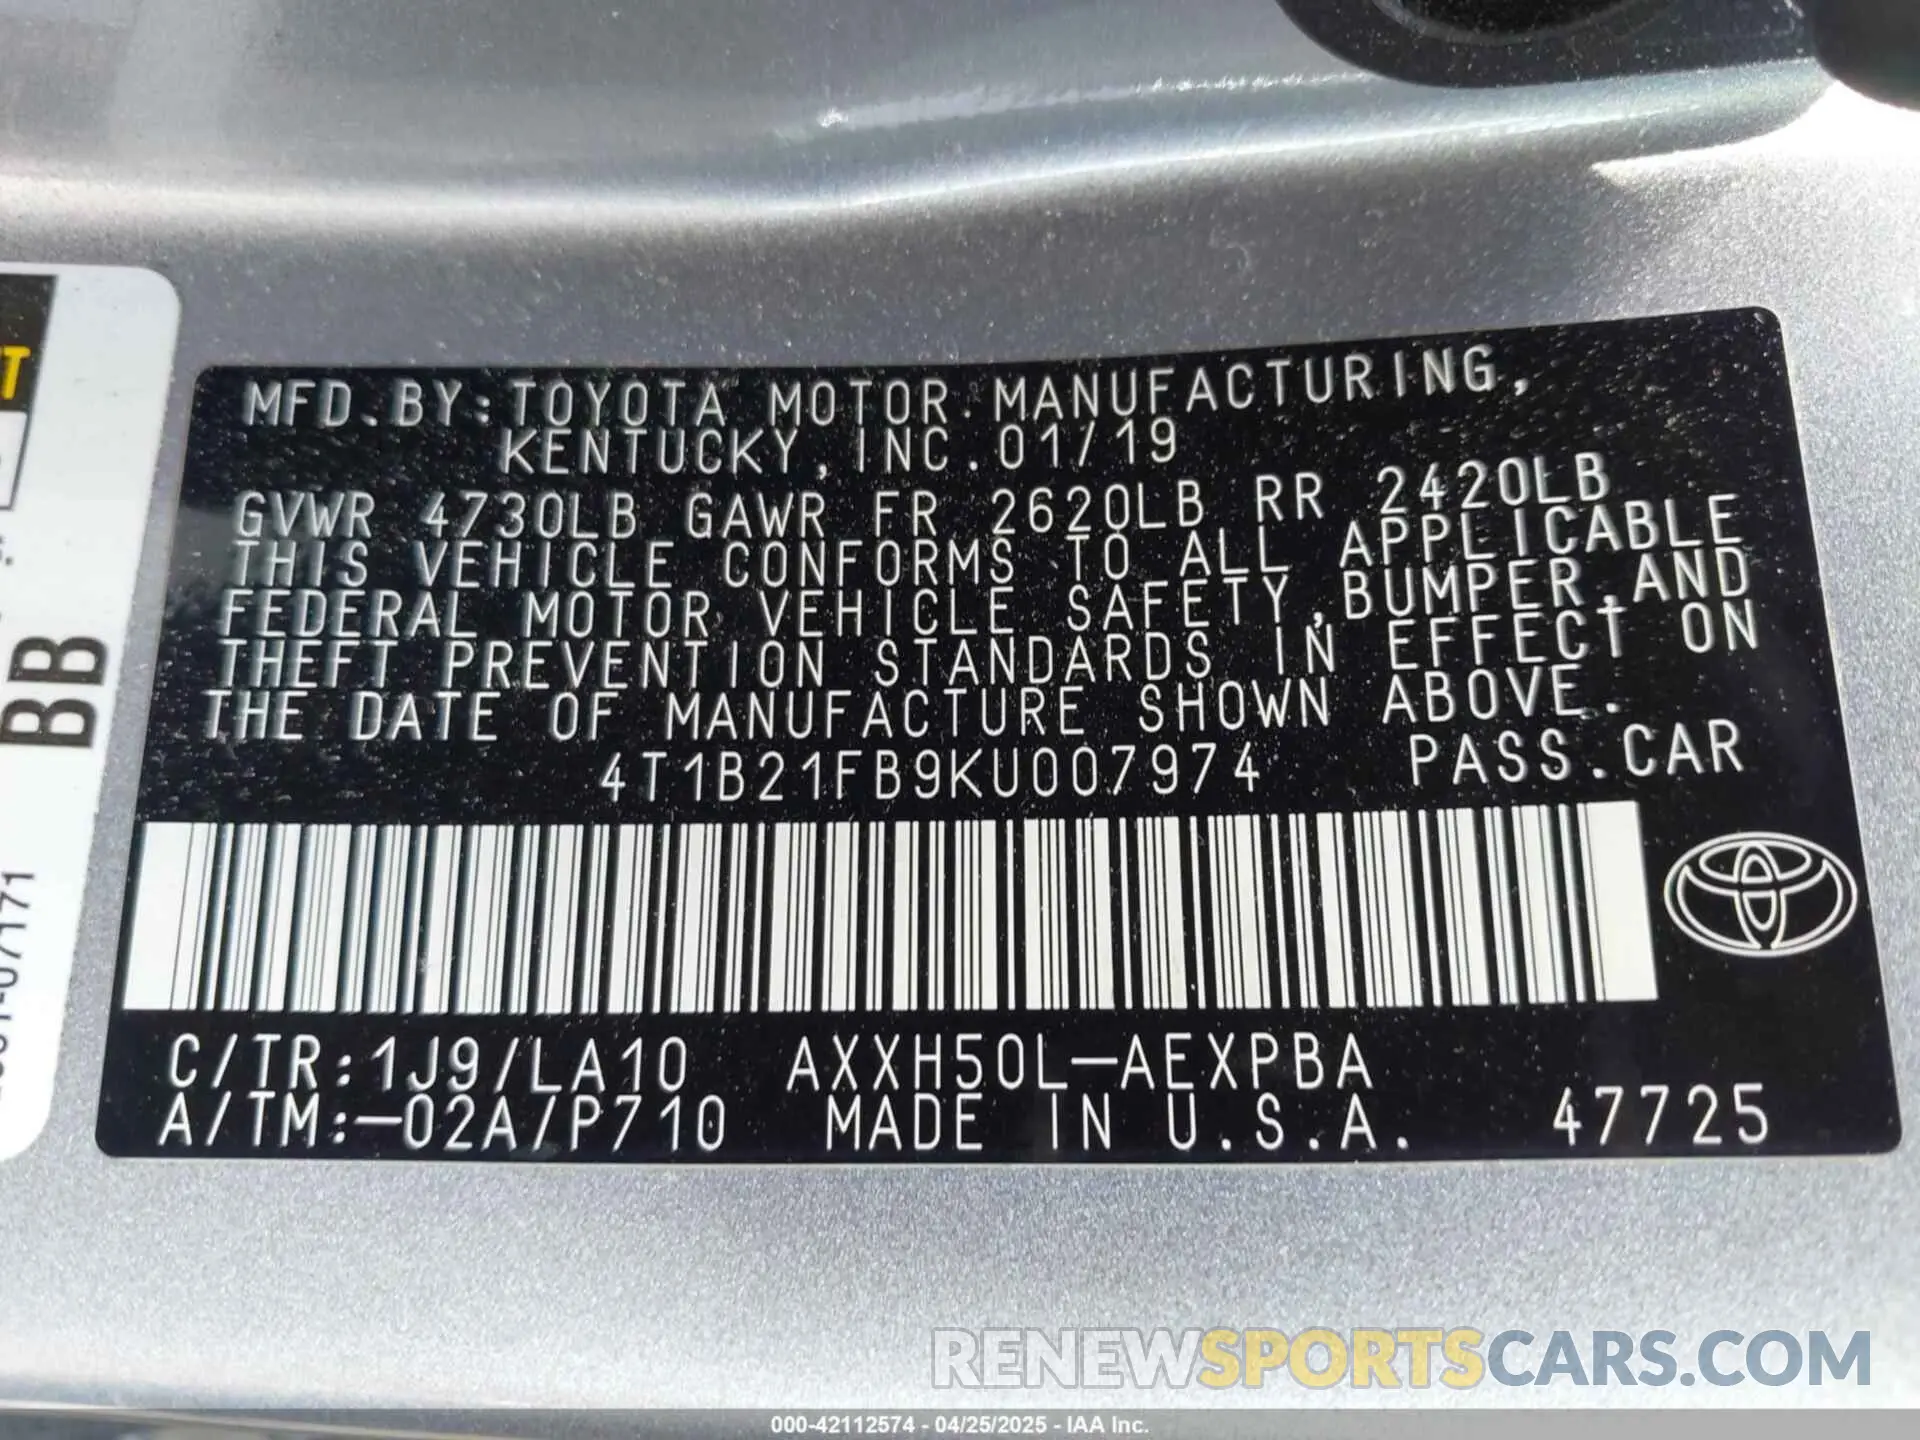 MFD.BY:TOYOTA MOTOR MANUFACTURING,
KENTUCKY,INC.01/19
GVWR 4730LB GAWR FR 2620LB RR 2420LB
THIS VEHICLE CONFORMS TO ALL APPLICABLE
FEDERAL MOTOR VEHICLE SAFETY,BUMPER,AND
THEFT PREVENTION STANDARDS IN EFFECT ON
THE DATE OF MANUFACTURE SHOWN ABOVE.
4T1B21FB9KU007974 PASS.CAR
C/TR:1J9/LA10 AXXH50L-AEXPBA
A/TM:-02A/P710 MADE IN U.S.A. 47725
BB
RENEWSPORTSCARS.COM
000-42112574 - 04/25/2025 - IAA Inc.